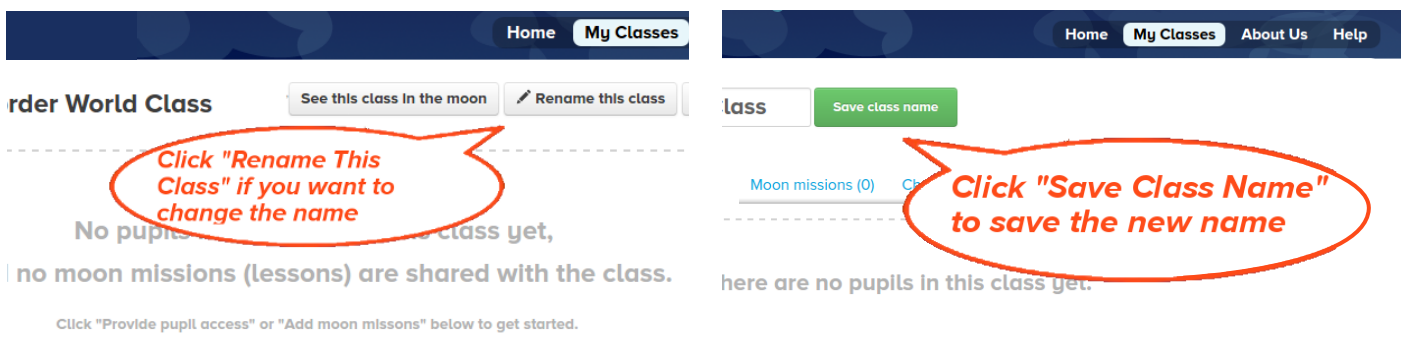 Home My Classes
rder World Class See this class in the moon Rename this class
Click "Rename This
Class" if you want to
change the name
No pupils class yet,
no moon missions (lessons) are shared with the class.
Click "Provide pupil access" or "Add moon missons" below to get started.
Home My Classes About Us Help
lass Save class name
Moon missions (0)
Click "Save Class Name"
to save the new name
here are no pupils in this class yet.